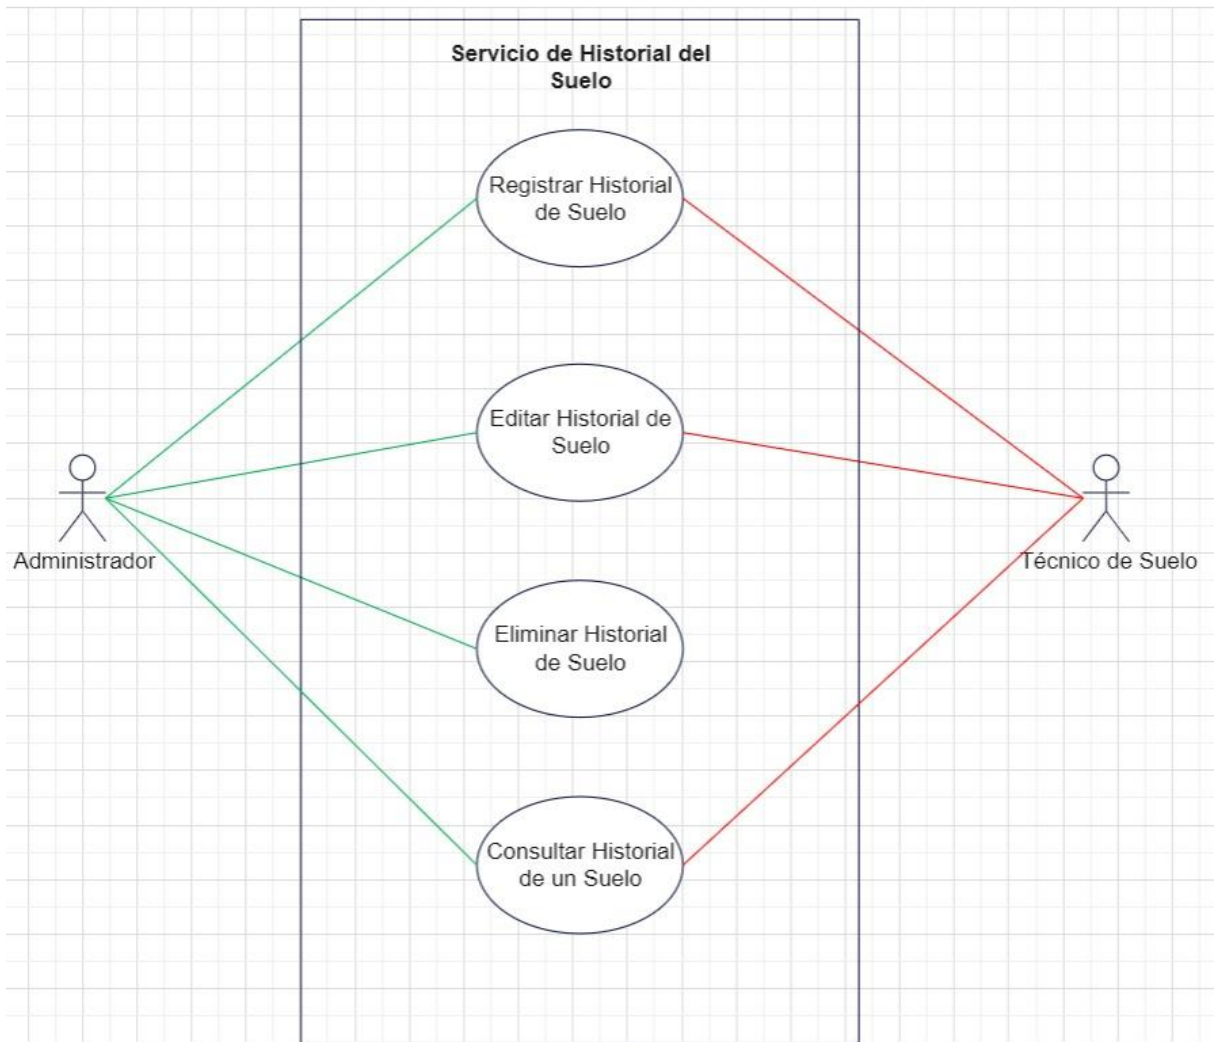 Servicio de Historial del
Suelo
Registrar Historial
de Suelo
Editar Historial de
Suelo
Administrador
Técnico de Suelo
Eliminar Historial
de Suelo
Consultar Historial
de un Suelo